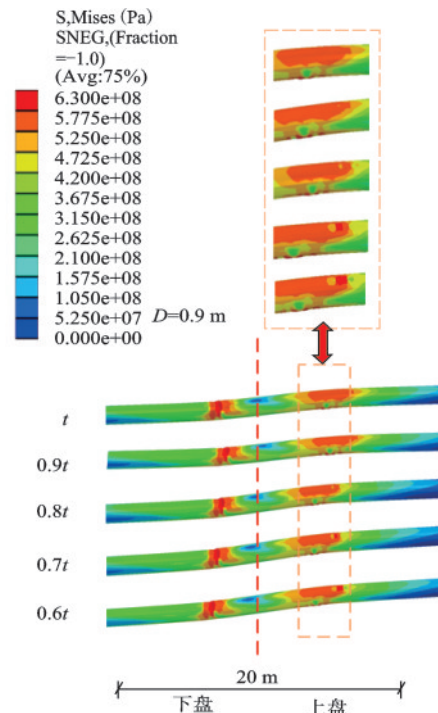 S,Mises (Pa)
SNEG,(Fraction
=-1.0)
(Avg:75%)
6.300e+08
5.775e+08
5.250e+08
4.725e+08
4.200e+08
3.150e+08
3.150e+08
2.625e+08
2.100e+08
1.575e+08
1.050e+08
5.250e+07
0.000e+00
D=0.9 m
t
0.9t
0.8t
0.7t
0.6t
20 m
下盘
上盘